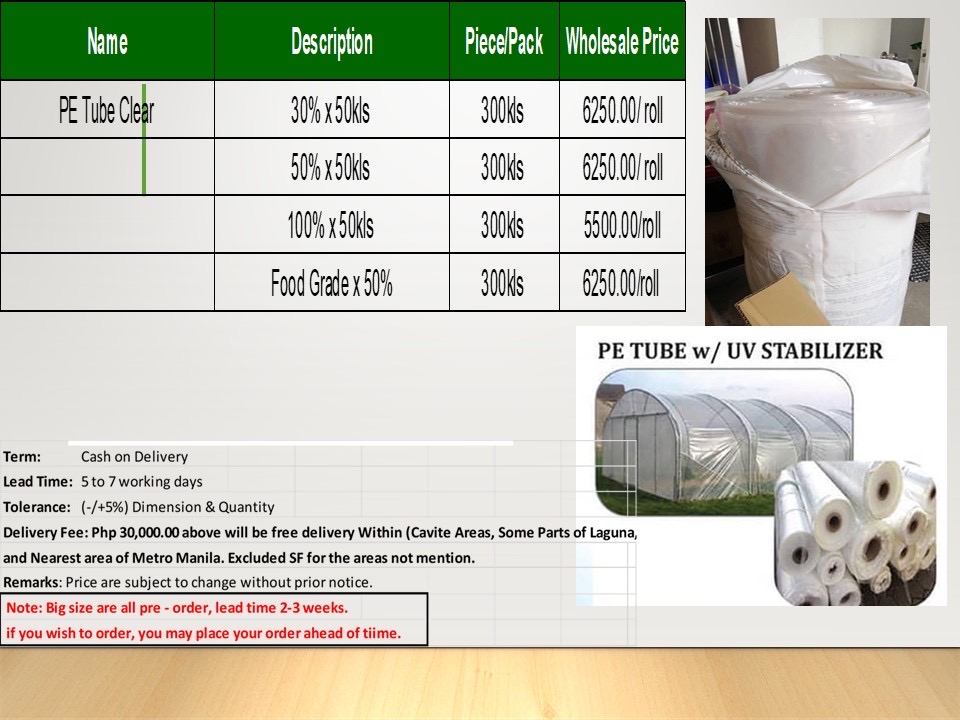 Name Description Piece/Pack Wholesale Price
PE Tube Clear 30% x 50kls 300kls 6250.00/ roll
50% x 50kls 300kls 6250.00/ roll
100% x 50kls 300kls 5500.00/roll
Food Grade x 50% 300kls 6250.00/roll
PE TUBE w/ UV STABILIZER
Term: Cash on Delivery
Lead Time: 5 to 7 working days
Tolerance: (-/+5%) Dimension & Quantity
Delivery Fee: Php 30,000.00 above will be free delivery Within (Cavite Areas, Some Parts of Laguna,
and Nearest area of Metro Manila. Excluded SF for the areas not mention.
Remarks: Price are subject to change without prior notice.
Note: Big size are all pre - order, lead time 2-3 weeks.
if you wish to order, you may place your order ahead of tiime.